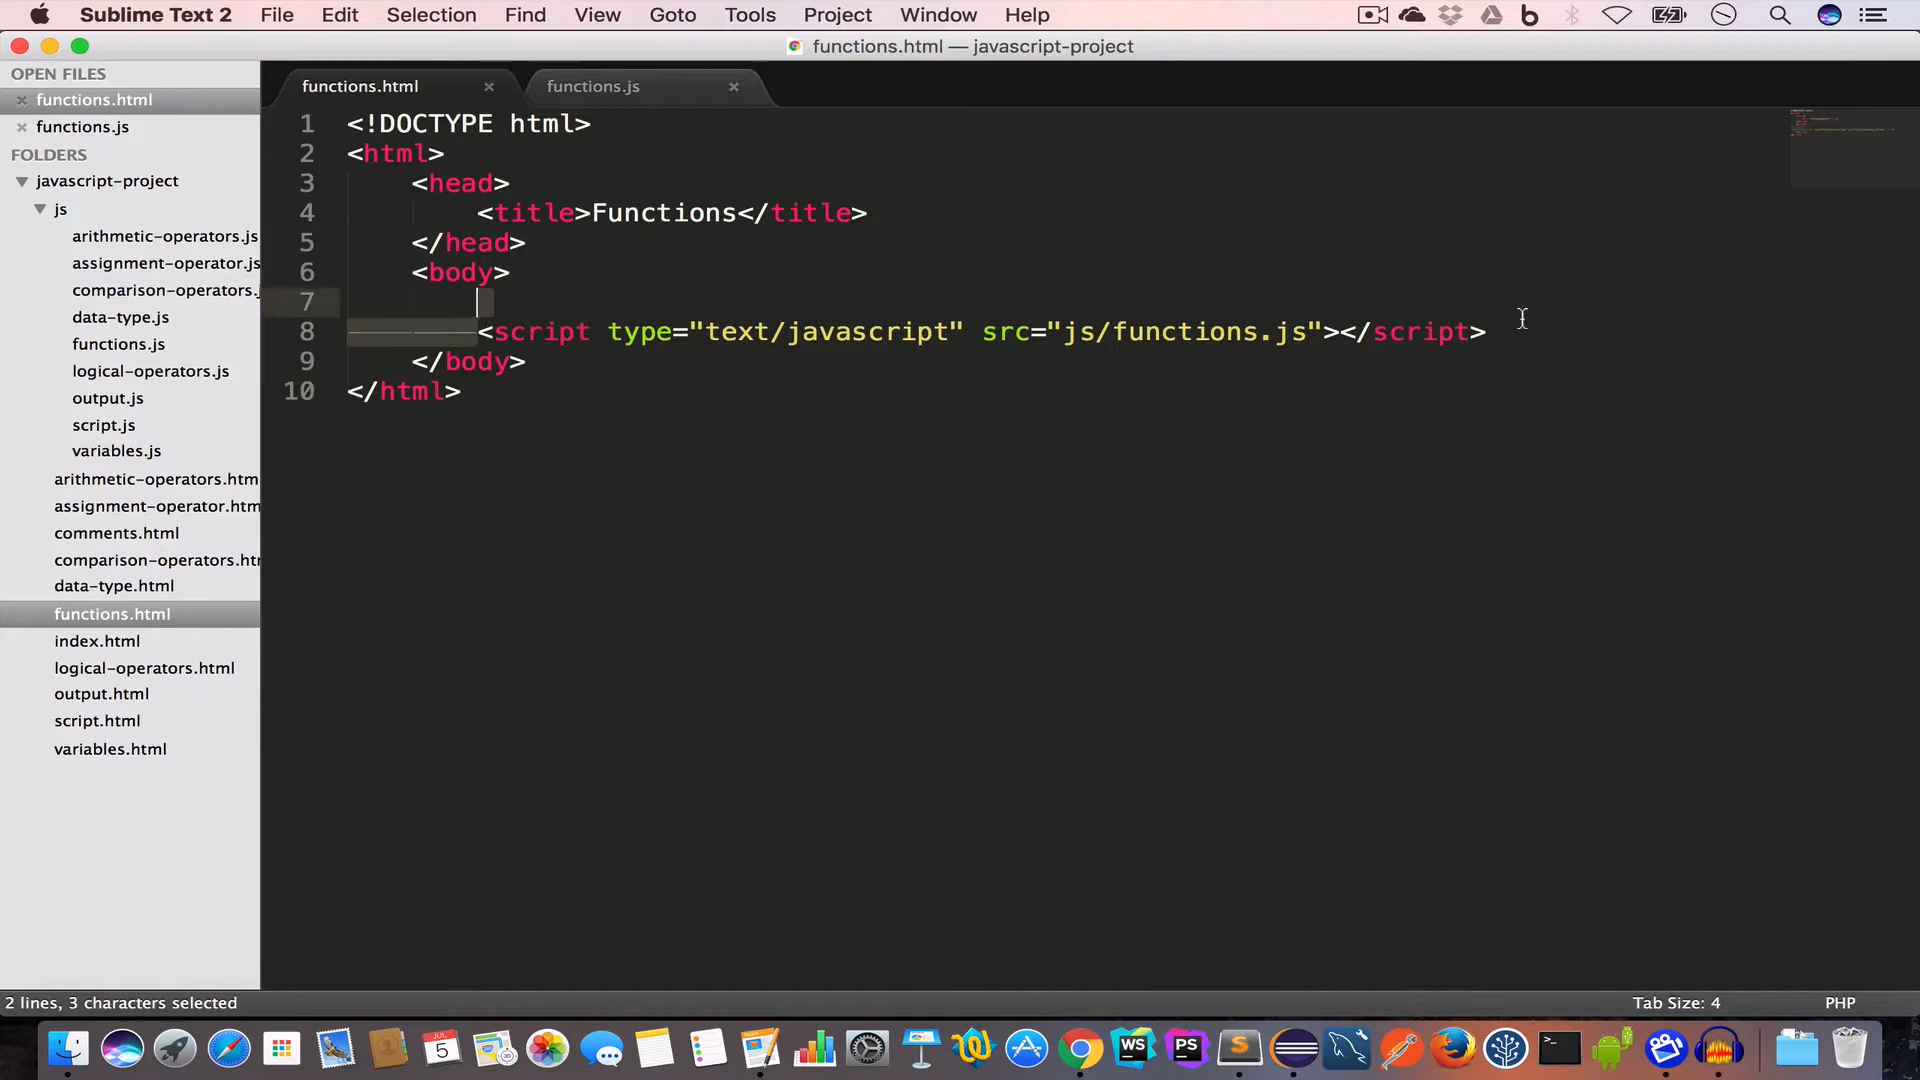 Sublime Text 2 File Edit Selection Find View Goto Tools Project Window Help
functions.html — javascript-project
OPEN FILES
functions.html
functions.js
FOLDERS
javascript-project
js
arithmetic-operators.js
assignment-operator.js
comparison-operators.j
data-type.js
functions.js
logical-operators.js
output.js
script.js
variables.js
arithmetic-operators.htm
assignment-operator.htm
comments.html
comparison-operators.htm
data-type.html
functions.html
index.html
logical-operators.html
output.html
script.html
variables.html
functions.html functions.js
1 <!DOCTYPE html>
2 <html>
3 <head>
4 <title>Functions</title>
5 </head>
6 <body>
7
8 <script type="text/javascript" src="js/functions.js"></script>
9 </body>
10 </html>
2 lines, 3 characters selected Tab Size: 4 PHP
JUL
5
WS
PS